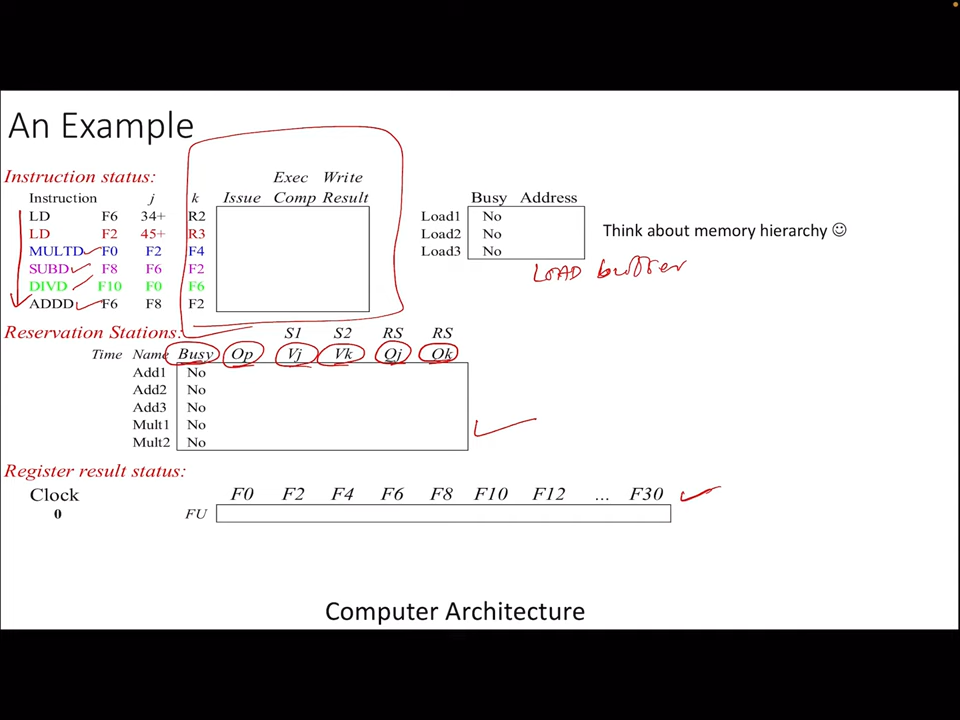 An Example
Instruction status: Exec Write
Instruction j k Issue Comp Result Busy Address
LD F6 34+ R2 Load1 No
LD F2 45+ R3 Load2 No Think about memory hierarchy ☺
MULTD F0 F2 F4 Load3 No
SUBD F8 F6 F2 LOAD buffer
DIVD F10 F0 F6
ADDD F6 F8 F2
Reservation Stations: S1 S2 RS RS
Time Name Busy Op Vj Vk Qj Qk
Add1 No
Add2 No
Add3 No
Mult1 No
Mult2 No
Register result status:
Clock F0 F2 F4 F6 F8 F10 F12 ... F30
0 FU
Computer Architecture